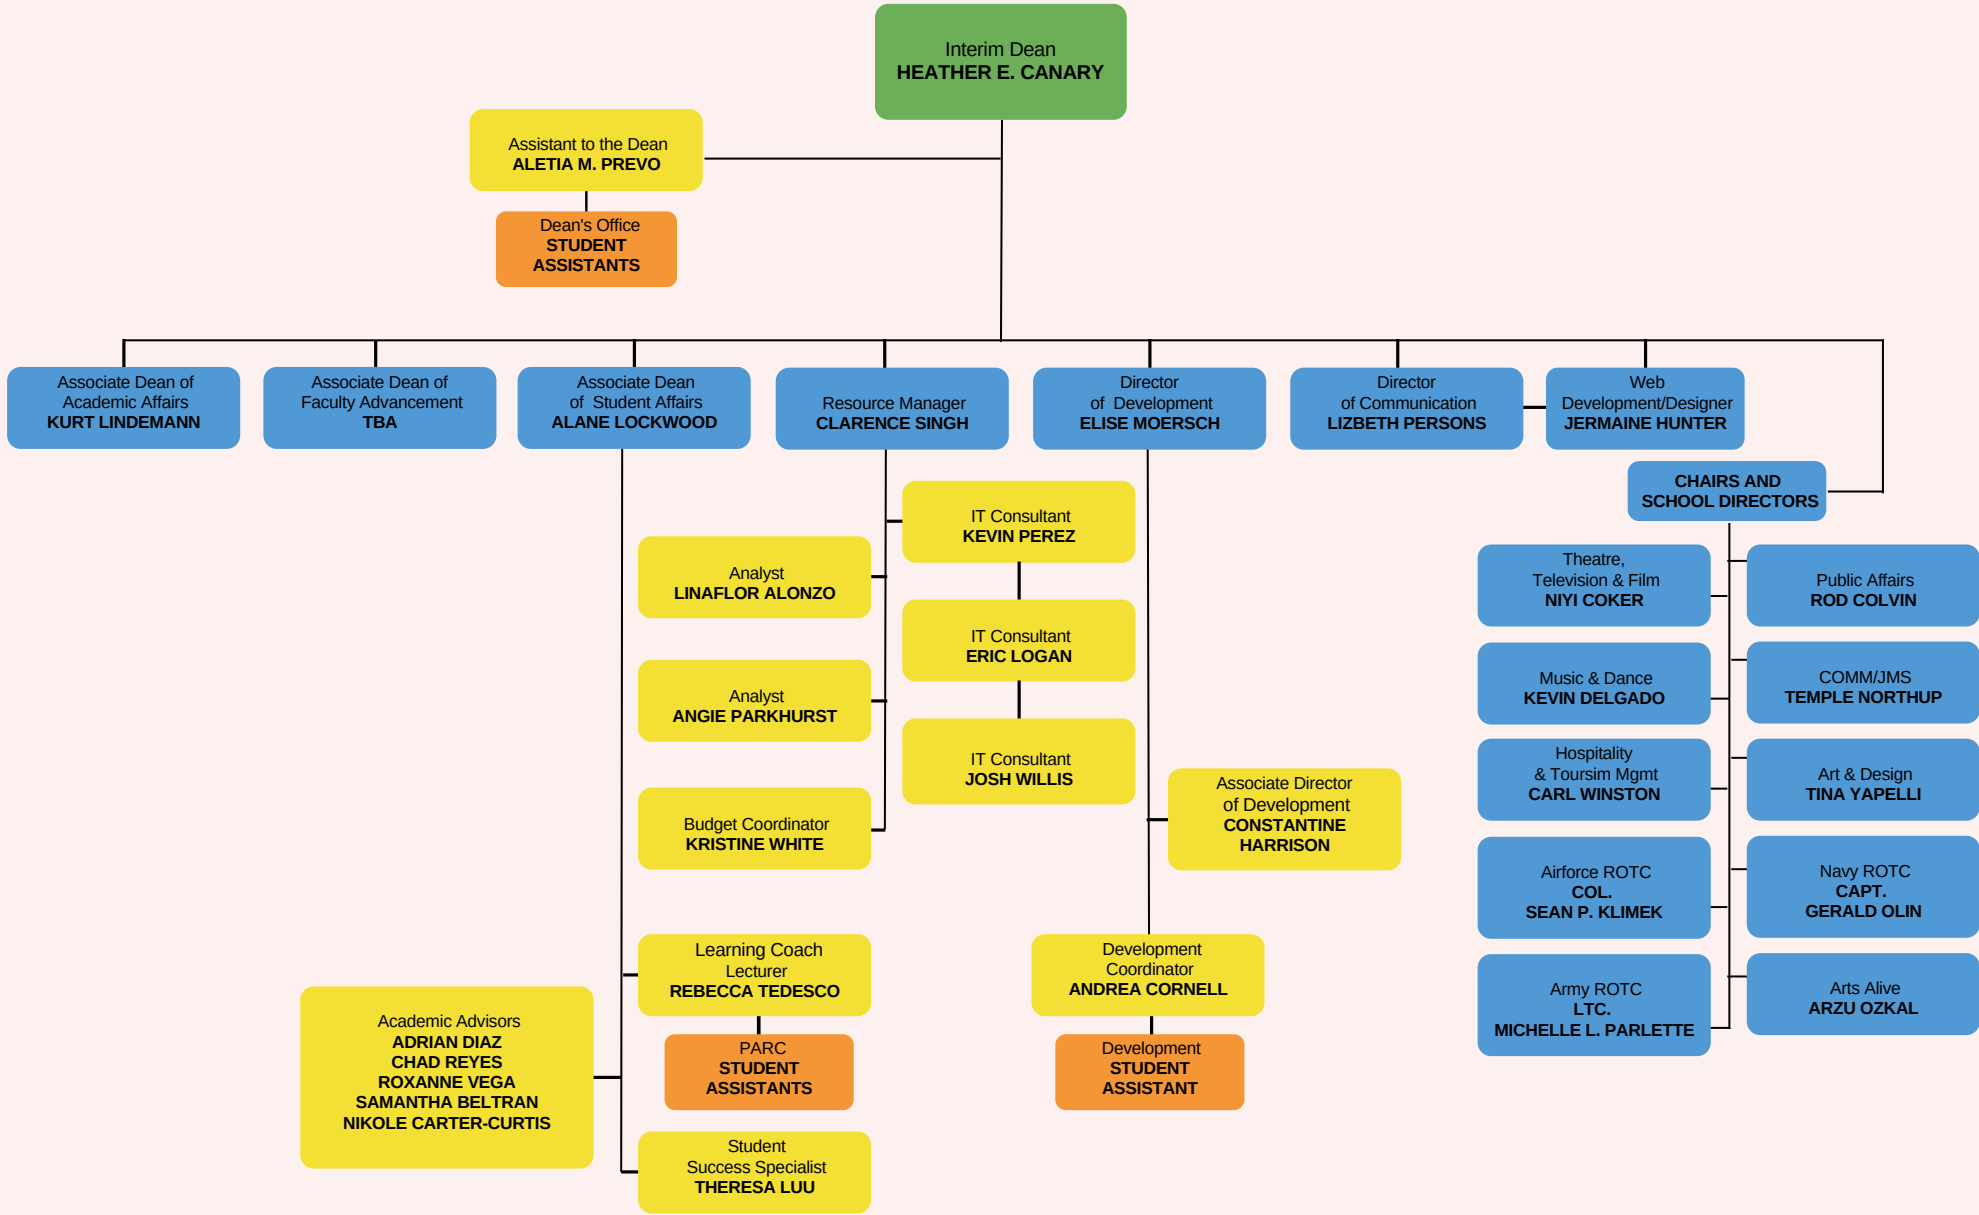 Interim Dean
HEATHER E. CANARY
Assistant to the Dean
ALETIA M. PREVO
Dean's Office
STUDENT
ASSISTANTS
Associate Dean of
Academic Affairs
KURT LINDEMANN
Associate Dean of
Faculty Advancement
TBA
Associate Dean
of Student Affairs
ALANE LOCKWOOD
Resource Manager
CLARENCE SINGH
Director
of Development
ELISE MOERSCH
Director
of Communication
LIZBETH PERSONS
Web
Development/Designer
JERMAINE HUNTER
CHAIRS AND
SCHOOL DIRECTORS
IT Consultant
KEVIN PEREZ
Analyst
LINAFLOR ALONZO
IT Consultant
ERIC LOGAN
Analyst
ANGIE PARKHURST
IT Consultant
JOSH WILLIS
Budget Coordinator
KRISTINE WHITE
Associate Director
of Development
CONSTANTINE
HARRISON
Theatre,
Television & Film
NIYI COKER
Public Affairs
ROD COLVIN
Music & Dance
KEVIN DELGADO
COMM/JMS
TEMPLE NORTHUP
Hospitality
& Toursim Mgmt
CARL WINSTON
Art & Design
TINA YAPELLI
Airforce ROTC
COL.
SEAN P. KLIMEK
Navy ROTC
CAPT.
GERALD OLIN
Army ROTC
LTC.
MICHELLE L. PARLETTE
Arts Alive
ARZU OZKAL
Learning Coach
Lecturer
REBECCA TEDESCO
Development
Coordinator
ANDREA CORNELL
Academic Advisors
ADRIAN DIAZ
CHAD REYES
ROXANNE VEGA
SAMANTHA BELTRAN
NIKOLE CARTER-CURTIS
PARC
STUDENT
ASSISTANTS
Development
STUDENT
ASSISTANT
Student
Success Specialist
THERESA LUU